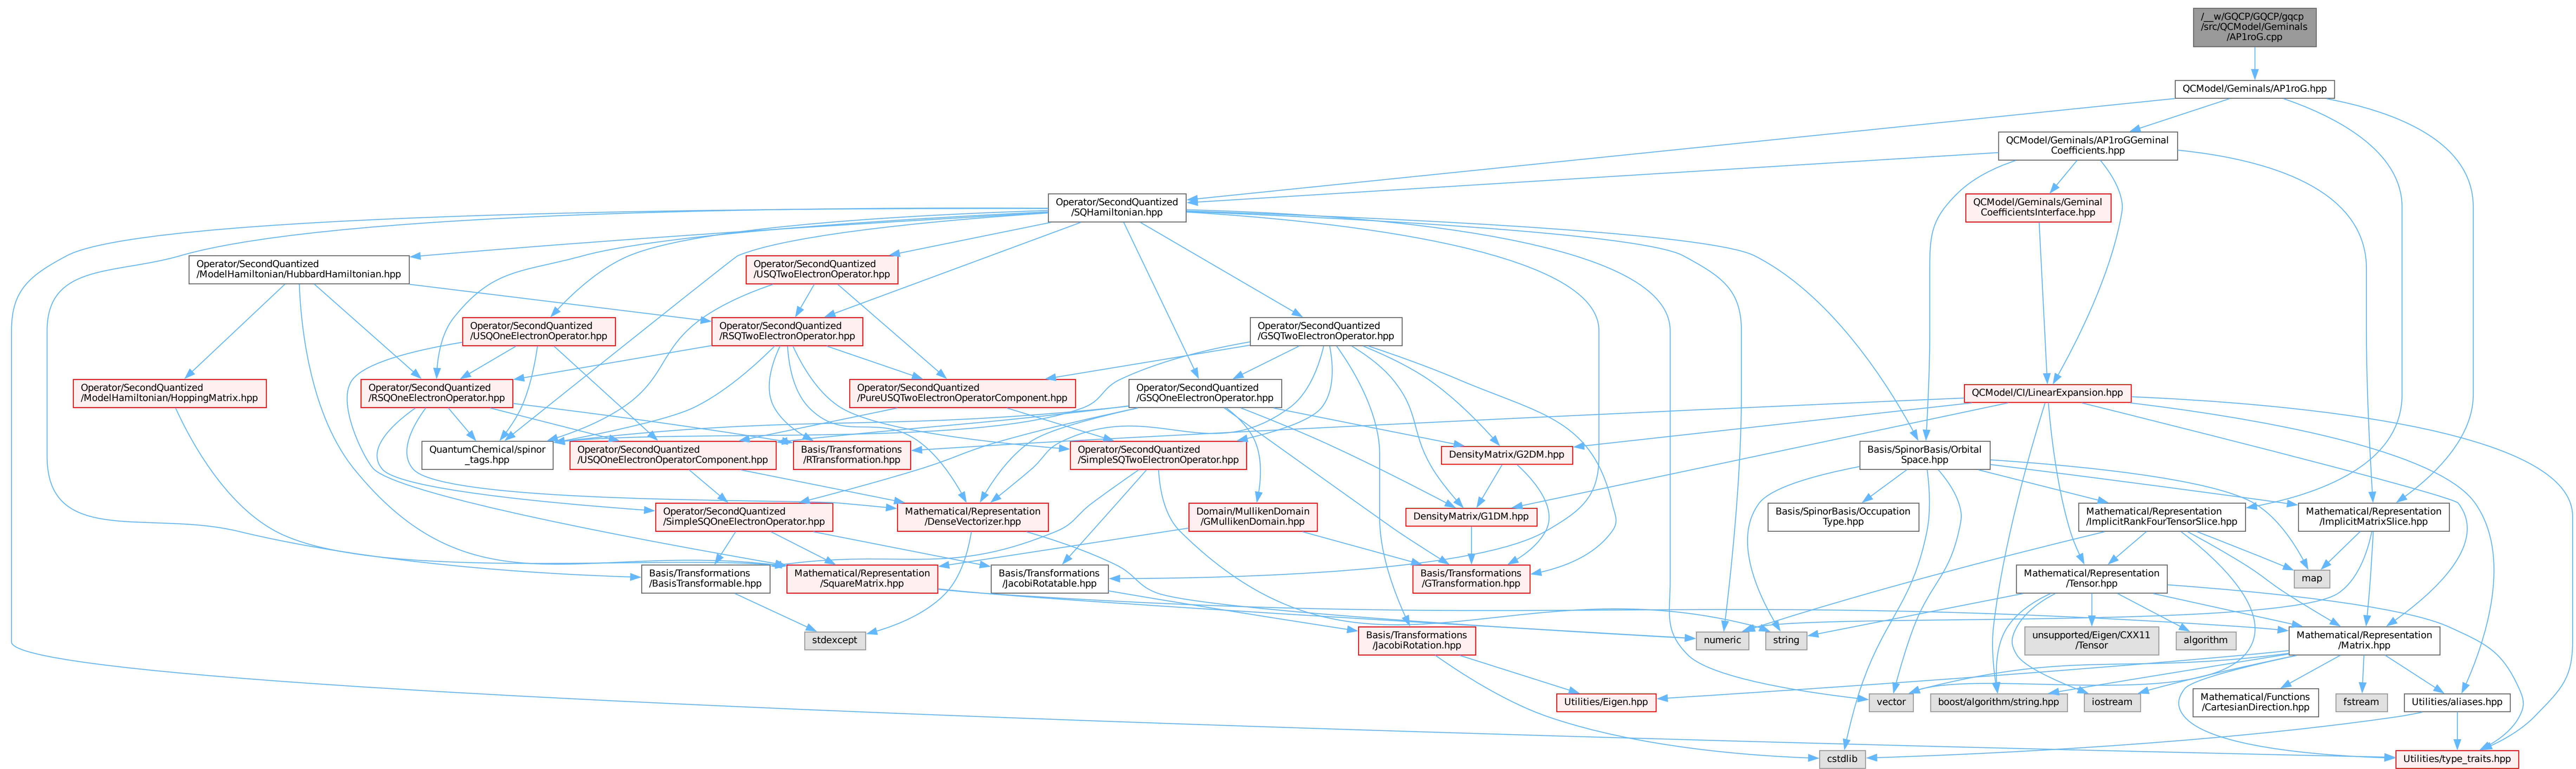 /__w/GQCP/GQCP/gqcp
/src/QCModel/Geminals
/AP1roG.cpp
QCModel/Geminals/AP1roG.hpp
QCModel/Geminals/AP1roGGeminal
Coefficients.hpp
Operator/SecondQuantized
/SQHamiltonian.hpp
QCModel/Geminals/Geminal
CoefficientsInterface.hpp
Operator/SecondQuantized
/ModelHamiltonian/HubbardHamiltonian.hpp
Operator/SecondQuantized
/USQTwoElectronOperator.hpp
Operator/SecondQuantized
/USQOneElectronOperator.hpp
Operator/SecondQuantized
/RSQTwoElectronOperator.hpp
Operator/SecondQuantized
/GSQTwoElectronOperator.hpp
Operator/SecondQuantized
/ModelHamiltonian/HoppingMatrix.hpp
Operator/SecondQuantized
/RSQOneElectronOperator.hpp
Operator/SecondQuantized
/PureUSQTwoElectronOperatorComponent.hpp
Operator/SecondQuantized
/GSQOneElectronOperator.hpp
QCModel/CI/LinearExpansion.hpp
QuantumChemical/spinor
_tags.hpp
Operator/SecondQuantized
/USQOneElectronOperatorComponent.hpp
Basis/Transformations
/RTransformation.hpp
Operator/SecondQuantized
/SimpleSQTwoElectronOperator.hpp
DensityMatrix/G2DM.hpp
Basis/SpinorBasis/Orbital
Space.hpp
Operator/SecondQuantized
/SimpleSQOneElectronOperator.hpp
Mathematical/Representation
/DenseVectorizer.hpp
Domain/MullikenDomain
/GMullikenDomain.hpp
DensityMatrix/G1DM.hpp
Basis/SpinorBasis/Occupation
Type.hpp
Mathematical/Representation
/ImplicitRankFourTensorSlice.hpp
Mathematical/Representation
/ImplicitMatrixSlice.hpp
Basis/Transformations
/BasisTransformable.hpp
Mathematical/Representation
/SquareMatrix.hpp
Basis/Transformations
/JacobiRotatable.hpp
Basis/Transformations
/GTransformation.hpp
Mathematical/Representation
/Tensor.hpp
map
stdexcept
Basis/Transformations
/JacobiRotation.hpp
numeric
string
unsupported/Eigen/CXX11
/Tensor
algorithm
Mathematical/Representation
/Matrix.hpp
Utilities/Eigen.hpp
vector
boost/algorithm/string.hpp
iostream
Mathematical/Functions
/CartesianDirection.hpp
fstream
Utilities/aliases.hpp
cstdlib
Utilities/type_traits.hpp